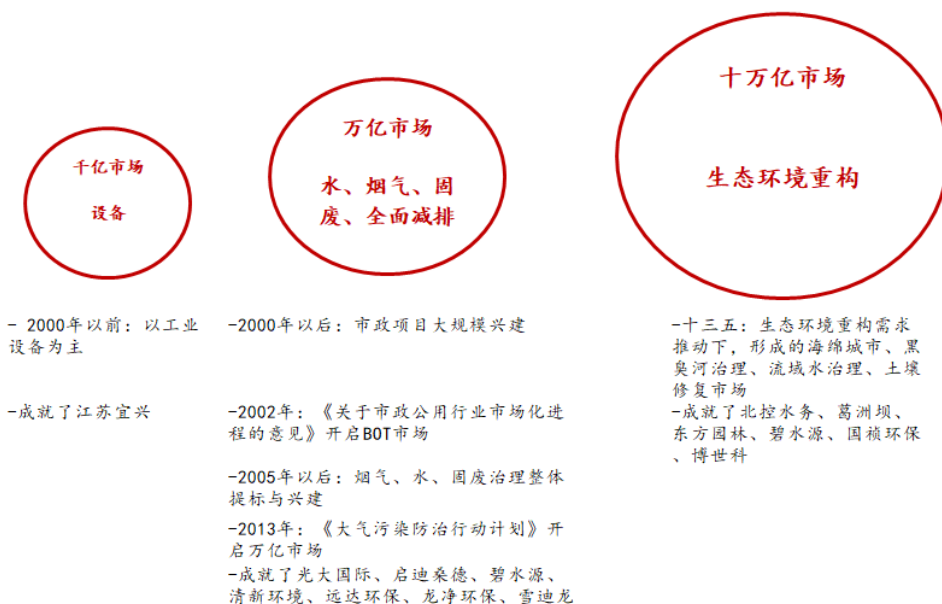 千亿市场
设备
- 2000年以前：以工业
设备为主
-成就了江苏宜兴
万亿市场
水、烟气、固
废、全面减排
-2000年以后：市政项目大规模兴建
-2002年：《关于市政公用行业市场化进
程的意见》开启BOT市场
-2005年以后：烟气、水、固废治理整体
提标与兴建
-2013年：《大气污染防治行动计划》开
启万亿市场
-成就了光大国际、启迪桑德、碧水源、
清新环境、远达环保、龙净环保、雪迪龙
十万亿市场
生态环境重构
-十三五：生态环境重构需求
推动下，形成的海绵城市、黑
臭河治理、流域水治理、土壤
修复市场
-成就了北控水务、葛洲坝、
东方园林、碧水源、国祯环保
、博世科